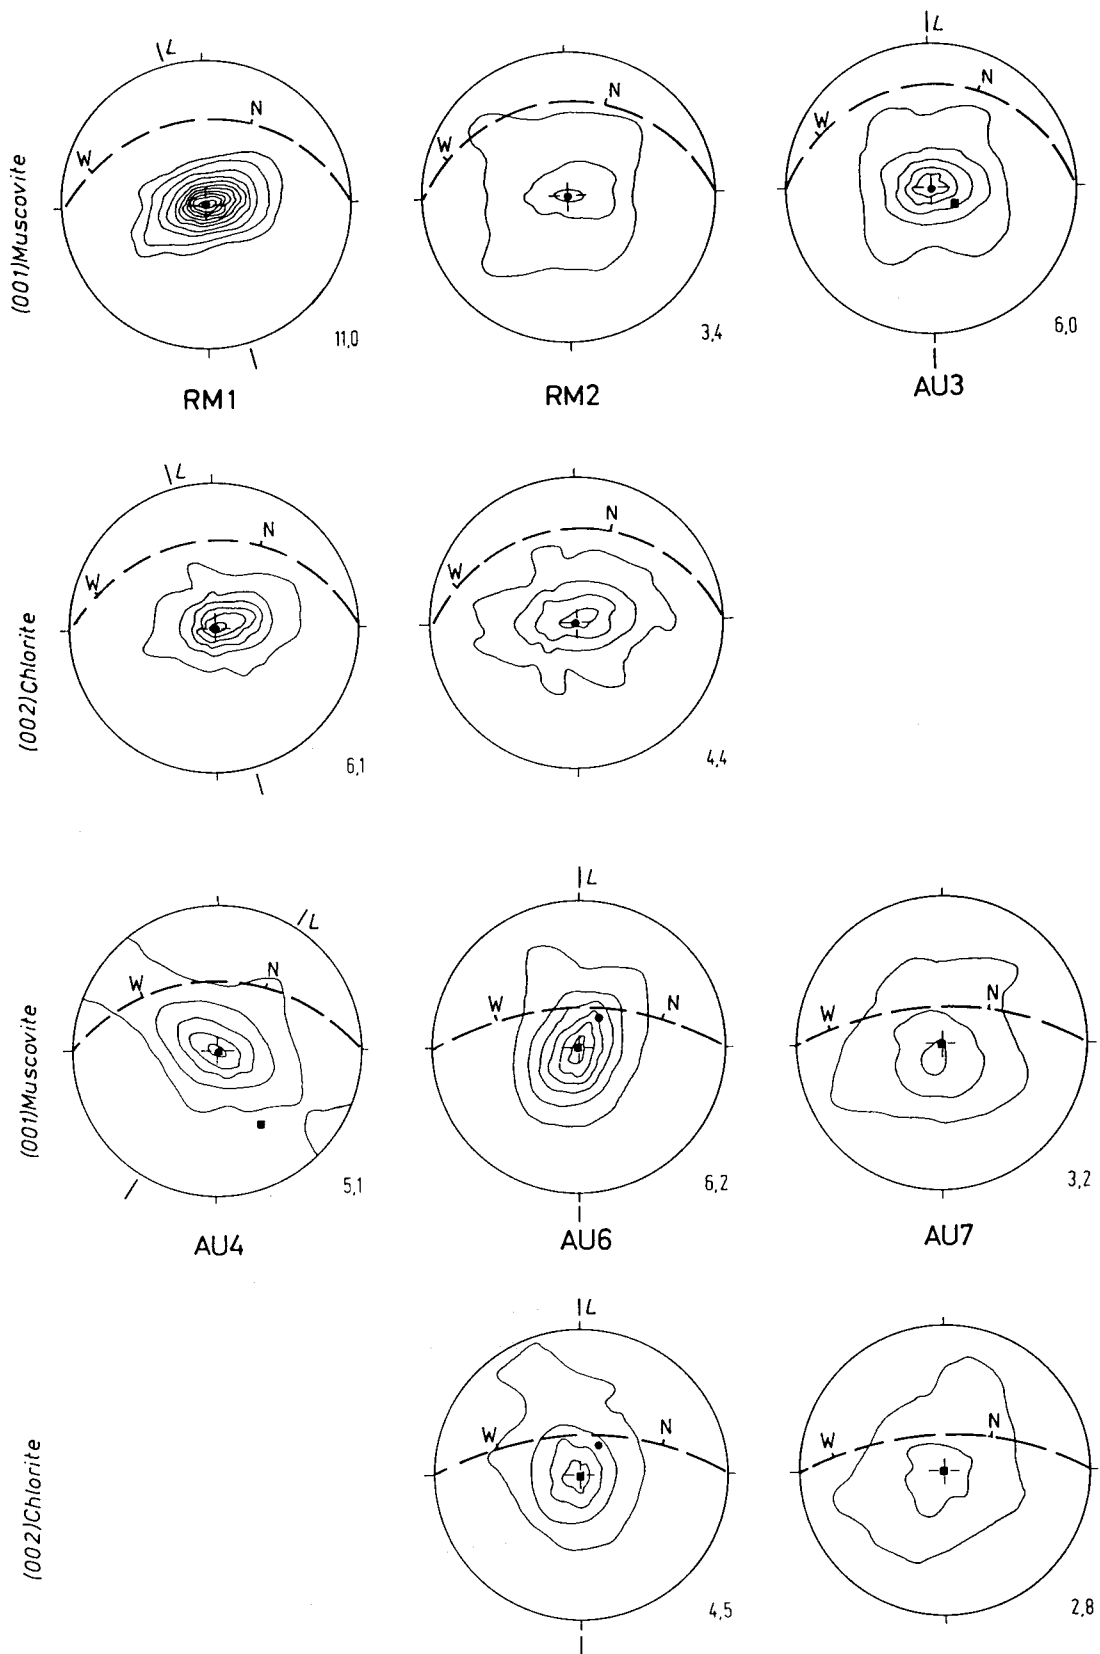 L
L
N
N
N
W
W
W
(001)Muscovite
11,0
3,4
6,0
RM1
RM2
AU3
L
N
N
W
W
(002)Chlorite
6,1
4,4
L
L
W
N
W
N
W
N
(001)Muscovite
5,1
6,2
3,2
AU4
AU6
AU7
L
W
N
W
N
(002)Chlorite
4,5
2,8